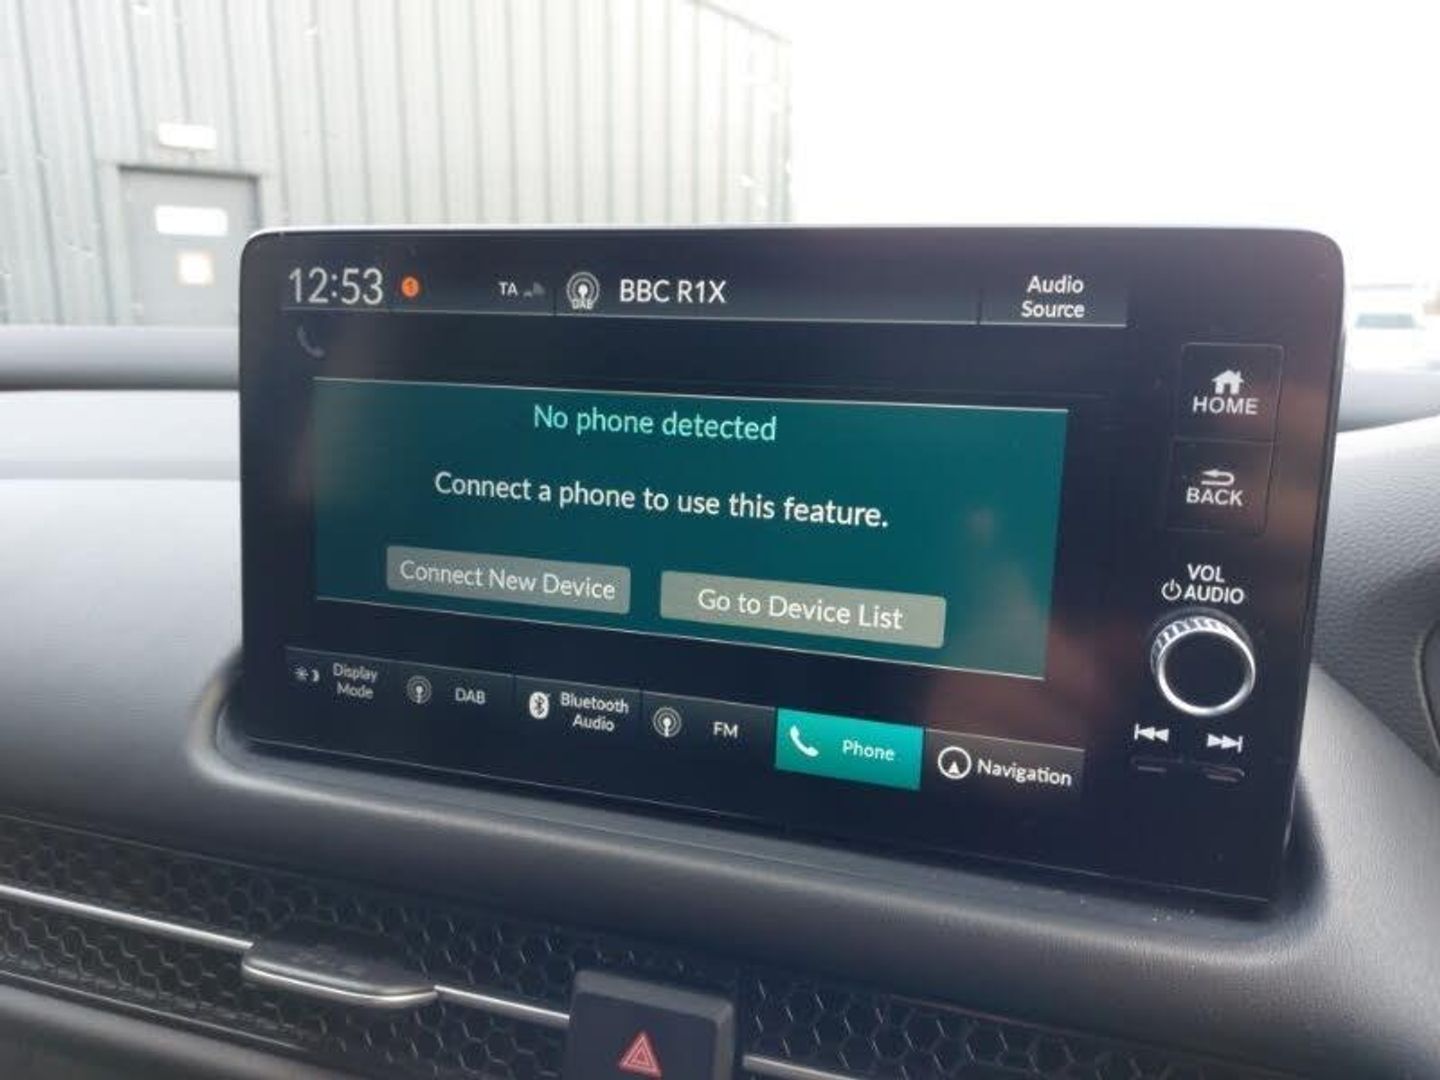 12:53
1
TA
DAB
BBC R1X
Audio
Source
HOME
No phone detected
Connect a phone to use this feature.
BACK
Connect New Device
Go to Device List
VOL
AUDIO
Display
Mode
DAB
Bluetooth
Audio
FM
Phone
Navigation